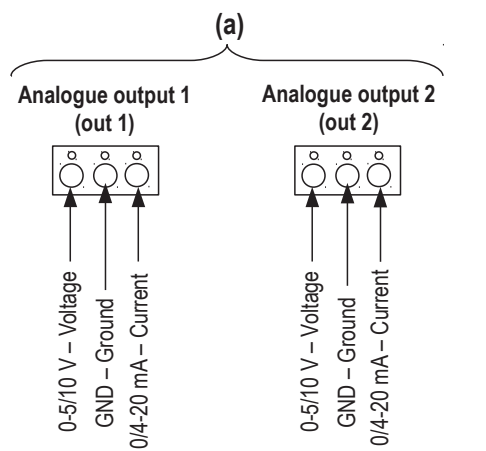 (a)
Analogue output 1
(out 1)
Analogue output 2
(out 2)
0-5/10 V – Voltage
GND – Ground
0/4-20 mA – Current
0-5/10 V – Voltage
GND – Ground
0/4-20 mA – Current